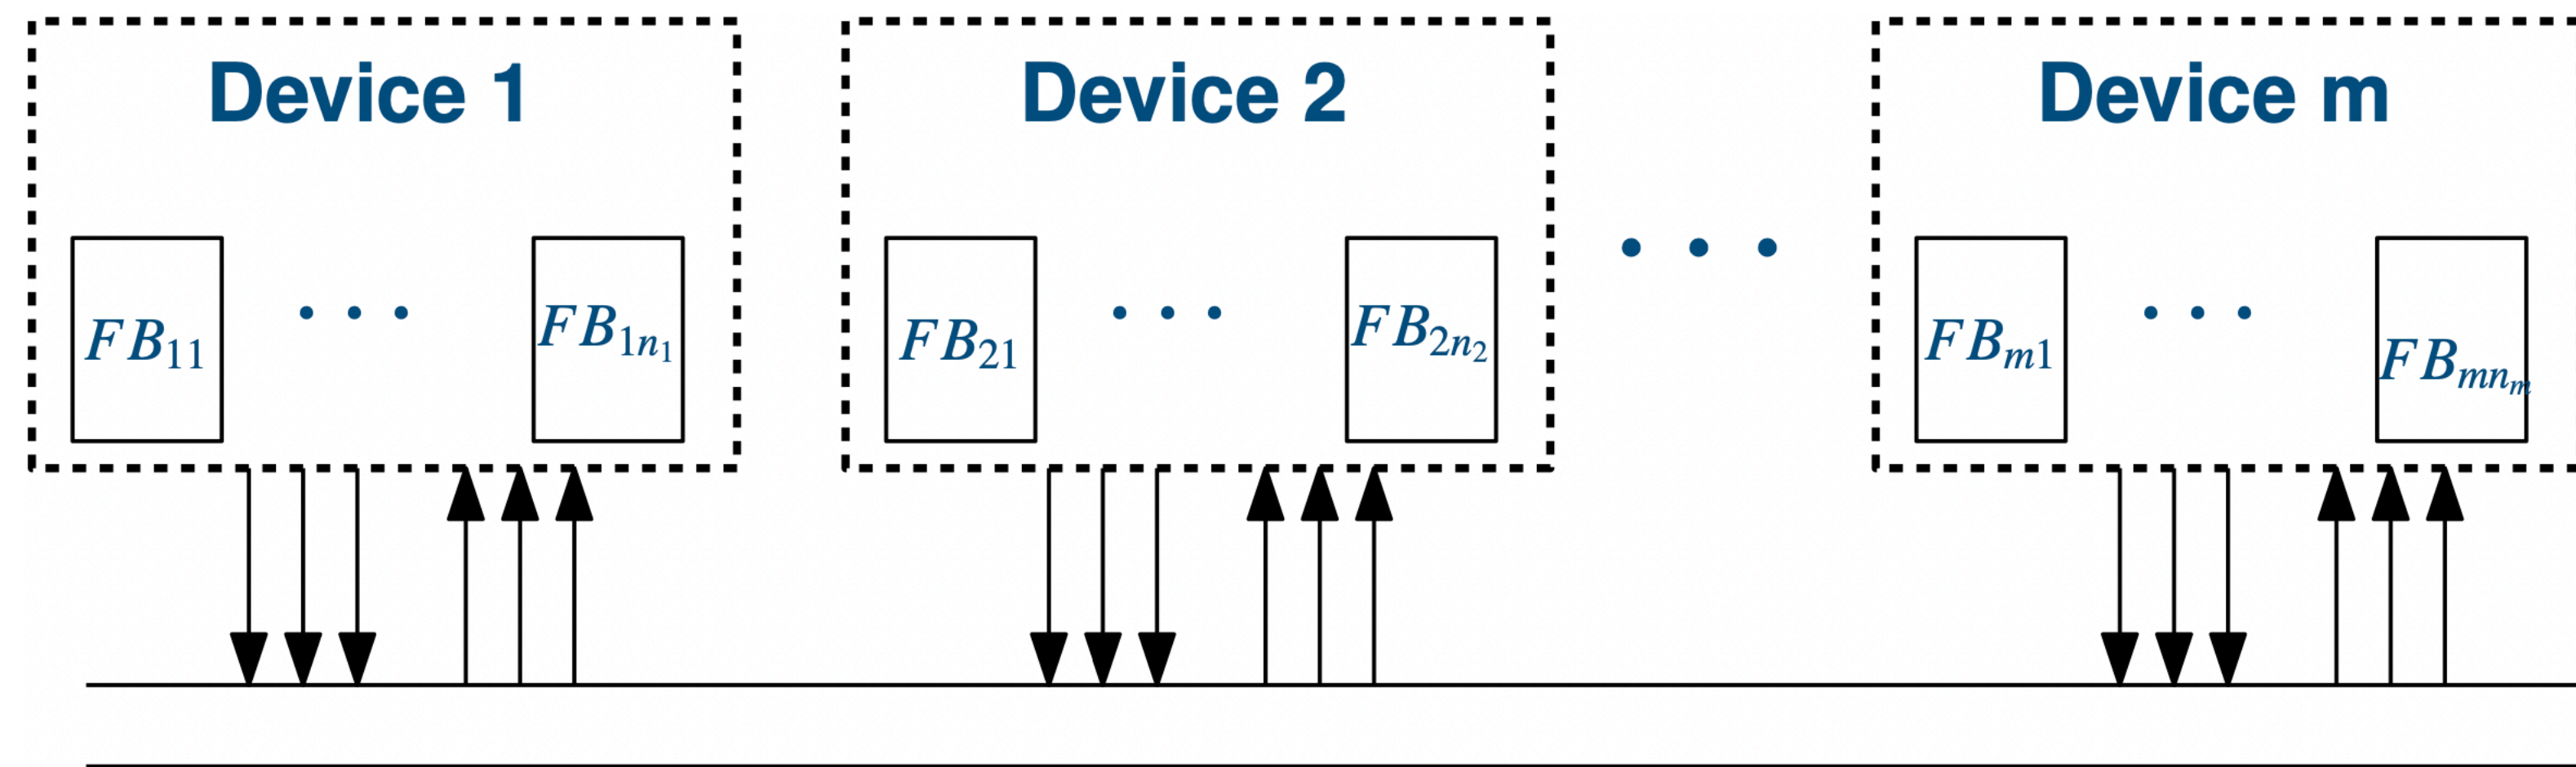 Device 1
Device 2
Device m
FB₁₁
• • •
FB₁ₙ₁
FB₂₁
• • •
FB₂ₙ₂
• • •
FBₘ₁
• • •
FBₘₙₘ